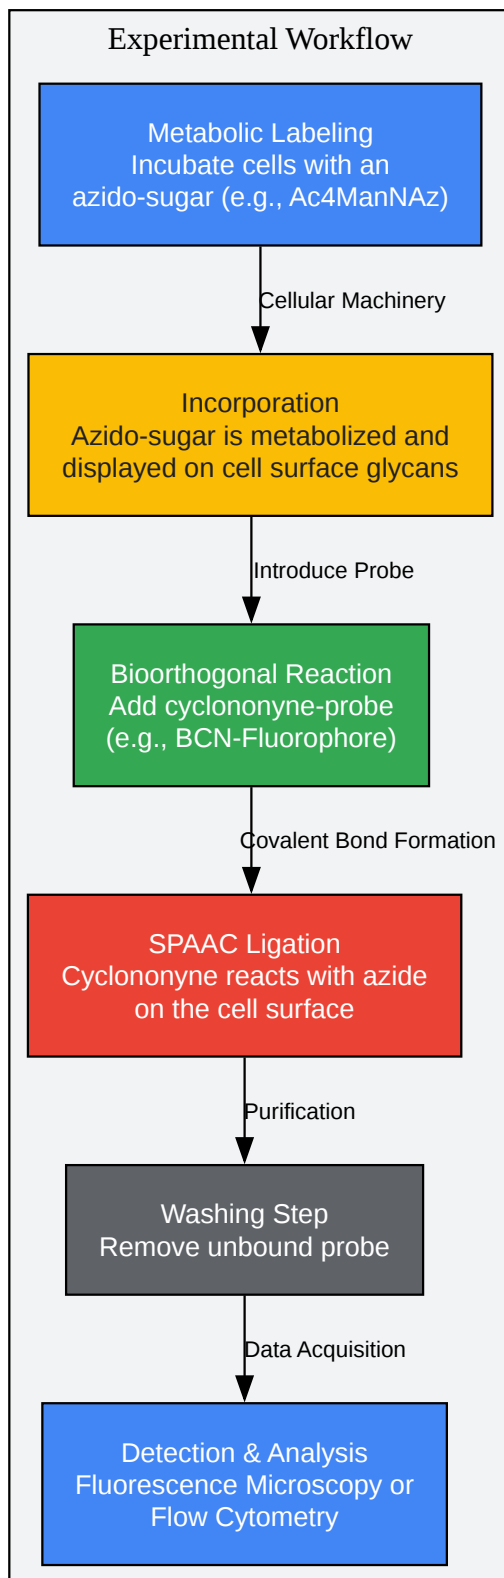 Experimental Workflow
Metabolic Labeling
Incubate cells with an
azido-sugar (e.g., Ac4ManNAz)
Cellular Machinery
Incorporation
Azido-sugar is metabolized and
displayed on cell surface glycans
Introduce Probe
Bioorthogonal Reaction
Add cyclononyne-probe
(e.g., BCN-Fluorophore)
Covalent Bond Formation
SPAAC Ligation
Cyclononyne reacts with azide
on the cell surface
Purification
Washing Step
Remove unbound probe
Data Acquisition
Detection & Analysis
Fluorescence Microscopy or
Flow Cytometry